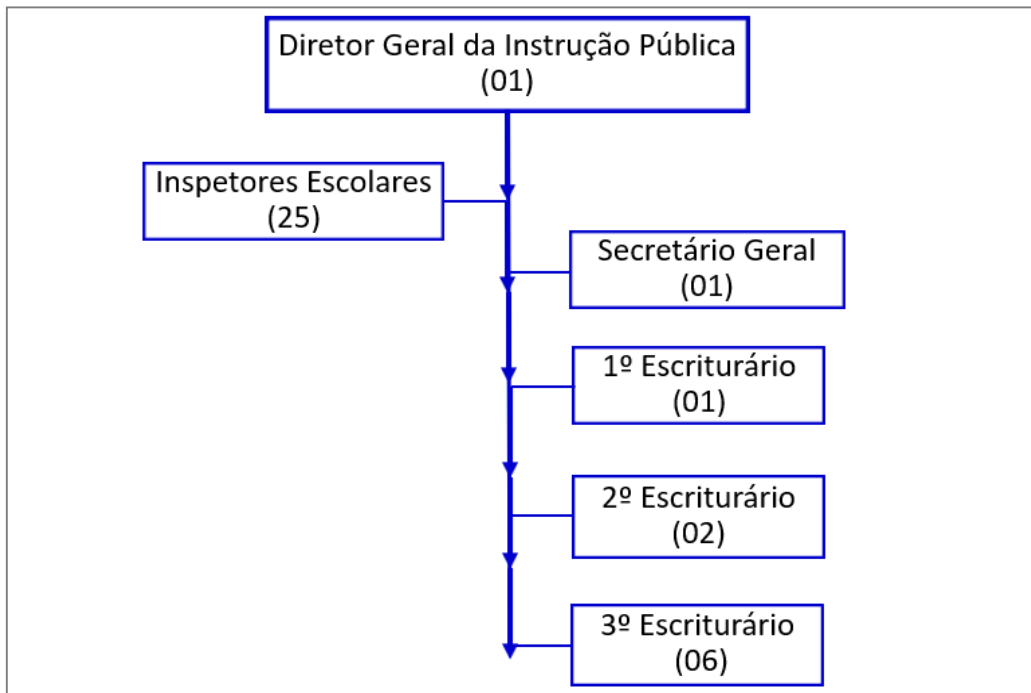 Diretor Geral da Instrução Pública
(01)
Inspetores Escolares
(25)
Secretário Geral
(01)
1º Escriturário
(01)
2º Escriturário
(02)
3º Escriturário
(06)